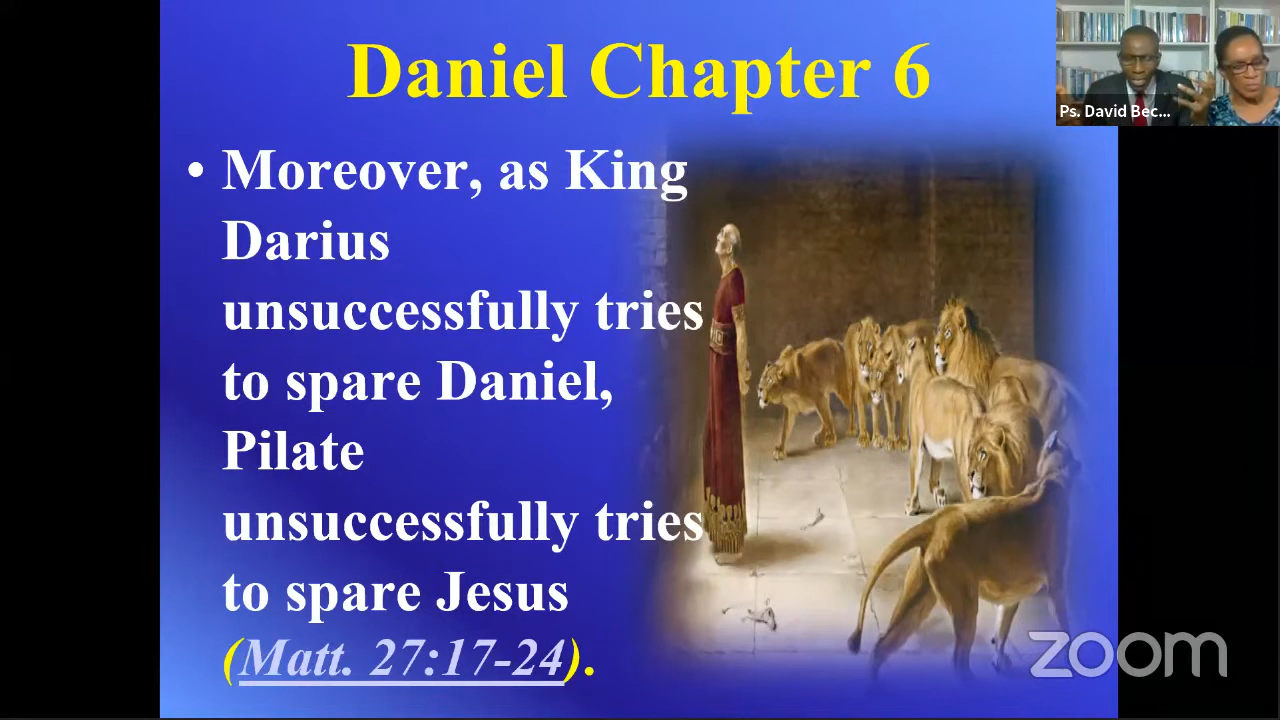 Daniel Chapter 6
• Moreover, as King
Darius
unsuccessfully tries
to spare Daniel,
Pilate
unsuccessfully tries
to spare Jesus
(Matt. 27:17-24).
Ps. David Bec...
zoom